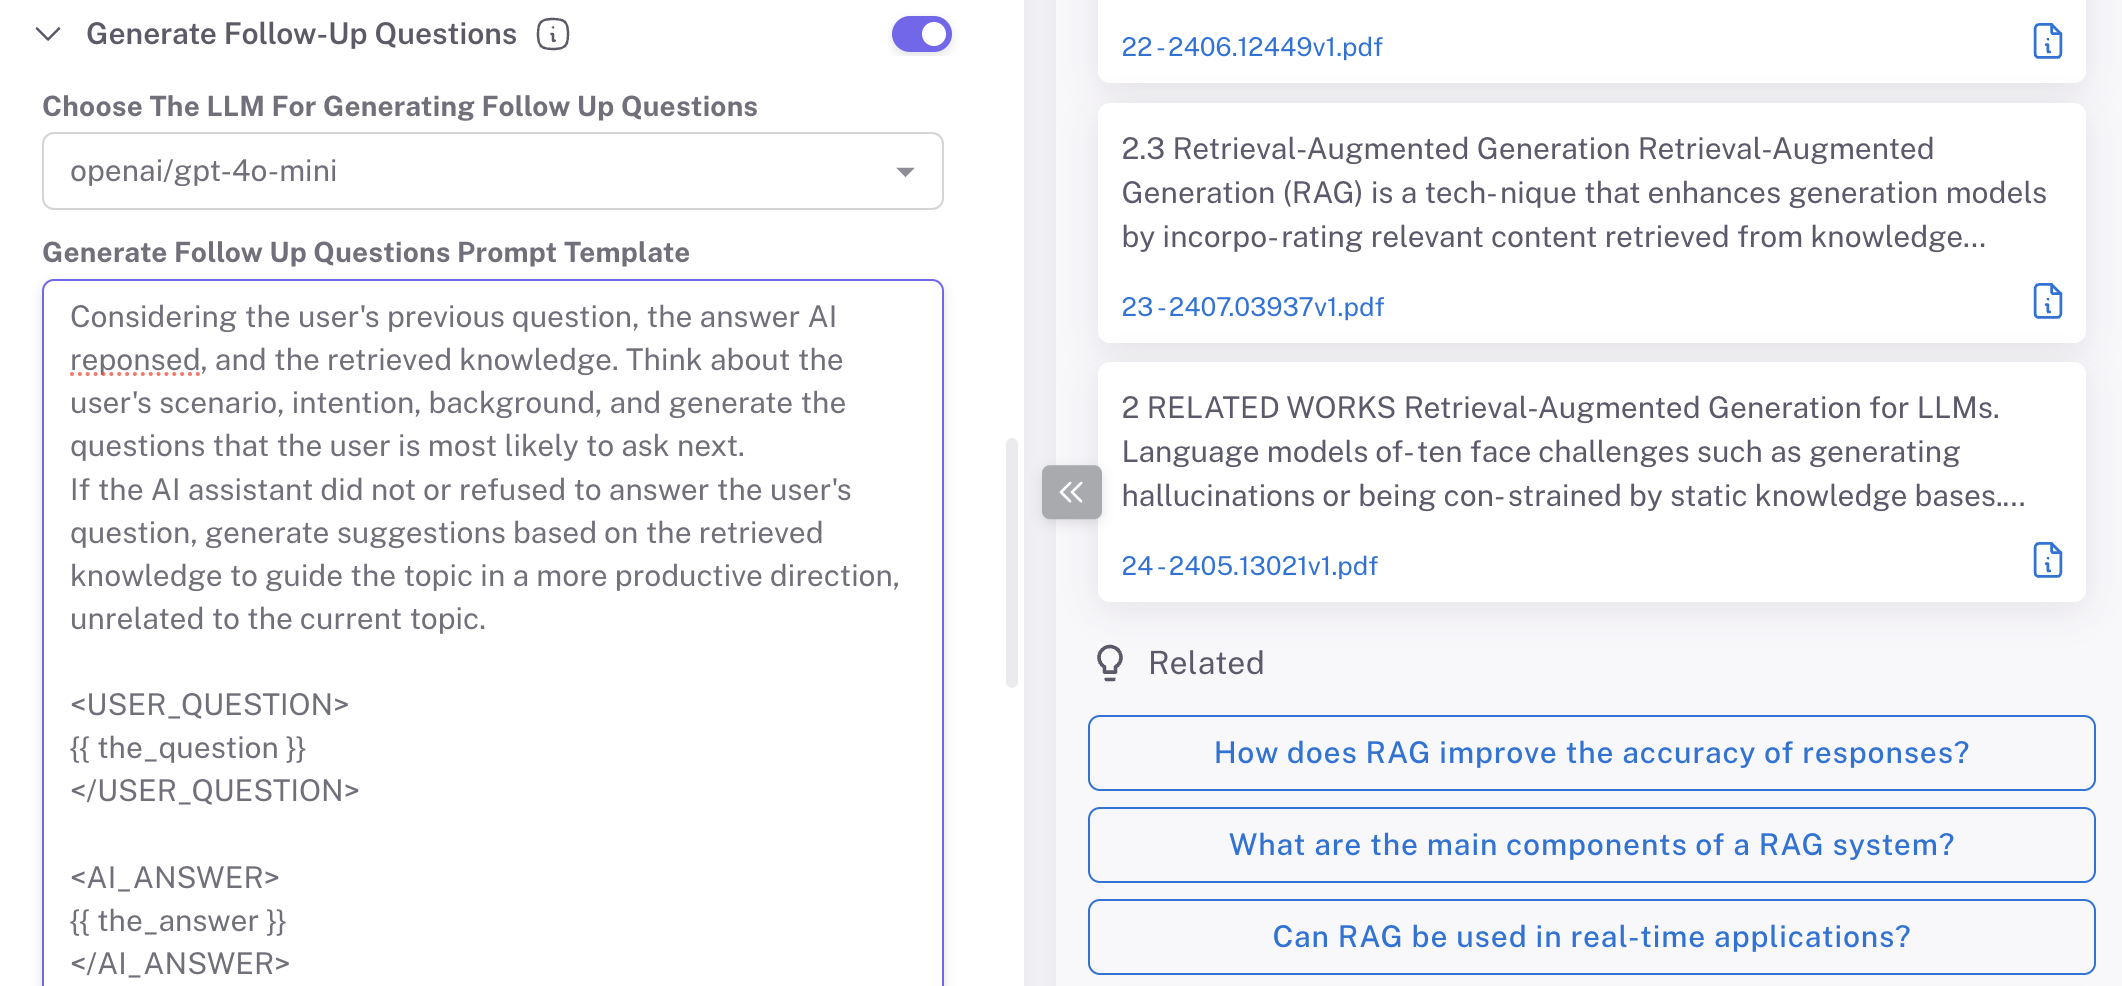 Generate Follow-Up Questions
Choose The LLM For Generating Follow Up Questions
openai/gpt-4o-mini
Generate Follow Up Questions Prompt Template
Considering the user's previous question, the answer AI
reponsed, and the retrieved knowledge. Think about the
user's scenario, intention, background, and generate the
questions that the user is most likely to ask next.
If the AI assistant did not or refused to answer the user's
question, generate suggestions based on the retrieved
knowledge to guide the topic in a more productive direction,
unrelated to the current topic.
<USER_QUESTION>
{{ the_question }}
</USER_QUESTION>
<AI_ANSWER>
{{ the_answer }}
</AI_ANSWER>
22 - 2406.12449v1.pdf
2.3 Retrieval-Augmented Generation Retrieval-Augmented
Generation (RAG) is a tech- nique that enhances generation models
by incorpo- rating relevant content retrieved from knowledge...
23 - 2407.03937v1.pdf
2 RELATED WORKS Retrieval-Augmented Generation for LLMs.
Language models of- ten face challenges such as generating
hallucinations or being con- strained by static knowledge bases....
24 - 2405.13021v1.pdf
Related
How does RAG improve the accuracy of responses?
What are the main components of a RAG system?
Can RAG be used in real-time applications?